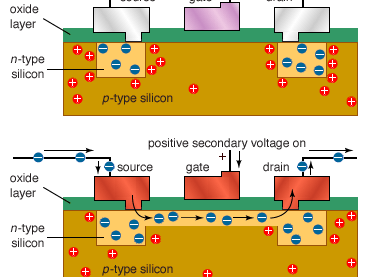 source gate drain
oxide
layer
n-type
silicon
p-type silicon
positive secondary voltage on
source gate drain
oxide
layer
n-type
silicon
p-type silicon